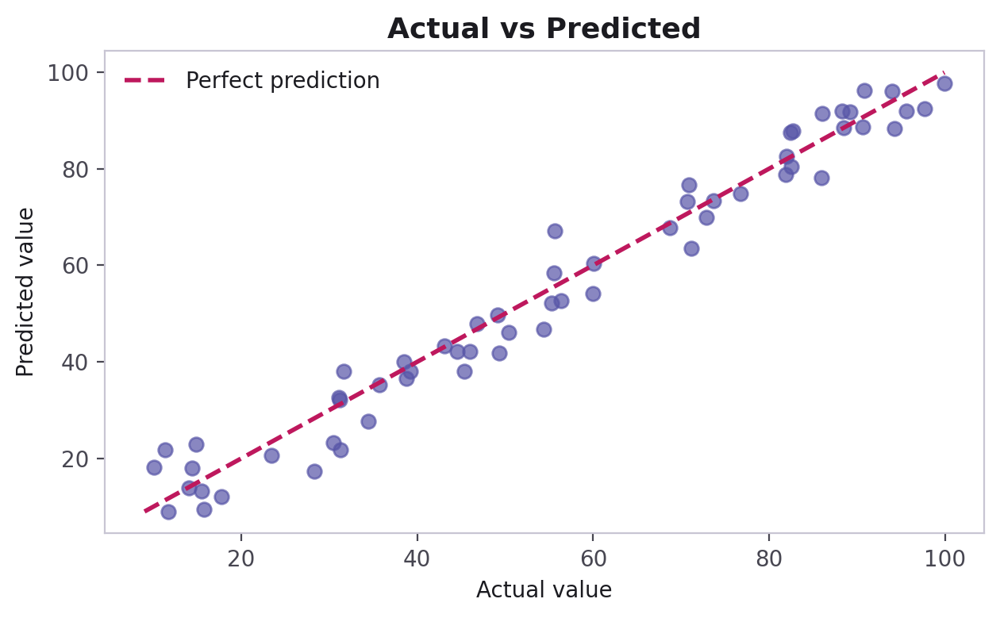 Actual vs Predicted
Perfect prediction
100
80
60
40
20
Predicted value
20
40
60
80
100
Actual value